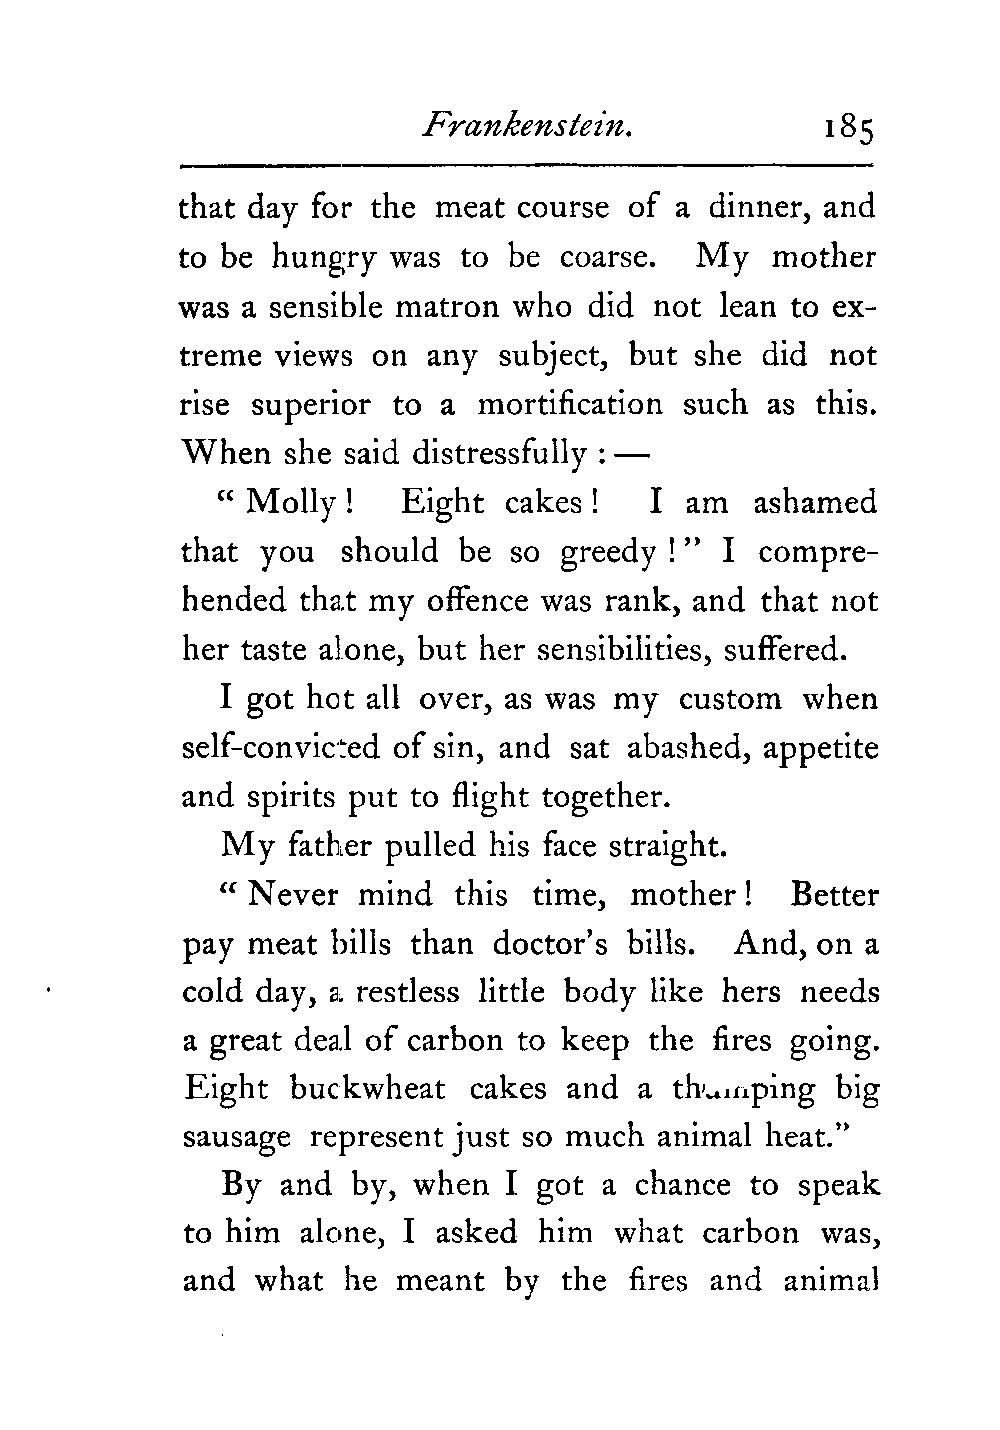 Frankenstein. 185
that day for the meat course of a dinner, and
to be hungry was to be coarse. My mother
was a sensible matron who did not lean to ex-
treme views on any subject, but she did not
rise superior to a mortification such as this.
When she said distressfully : —
“ Molly ! Eight cakes ! I am ashamed
that you should be so greedy ! ” I compre-
hended that my offence was rank, and that not
her taste alone, but her sensibilities, suffered.
I got hot all over, as was my custom when
self-convicted of sin, and sat abashed, appetite
and spirits put to flight together.
My father pulled his face straight.
“ Never mind this time, mother ! Better
pay meat bills than doctor’s bills. And, on a
cold day, a restless little body like hers needs
a great deal of carbon to keep the fires going.
Eight buckwheat cakes and a thumping big
sausage represent just so much animal heat.”
By and by, when I got a chance to speak
to him alone, I asked him what carbon was,
and what he meant by the fires and animal